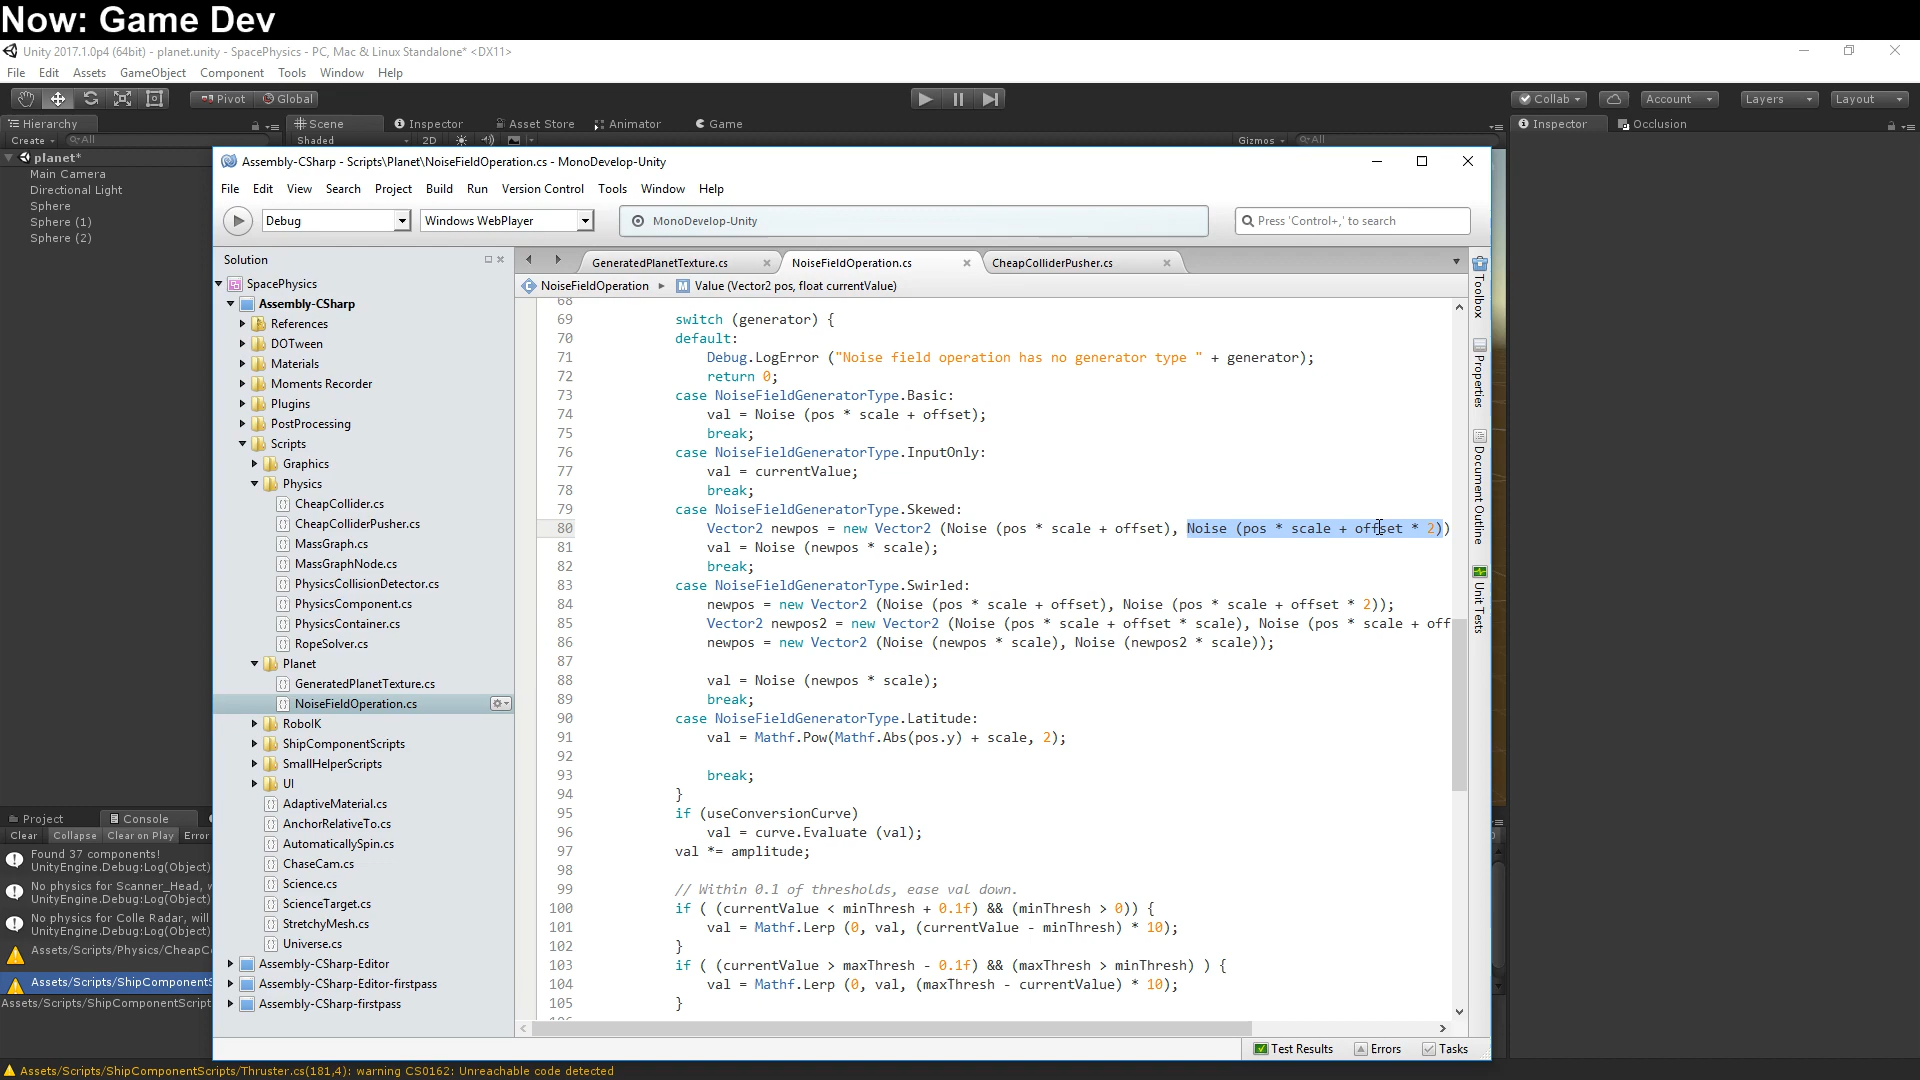 Now: Game Dev
Unity 2017.1.0p4 (64bit) - planet.unity - SpacePhysics - PC, Mac & Linux Standalone* <DX11>
File Edit Assets GameObject Component Tools Window Help
Pivot Global Collab Account Layers Layout
Hierarchy Scene Inspector Asset Store Animator Game Inspector Occlusion
Create All Shaded 2D Gizmos All
planet*
Main Camera
Directional Light
Sphere
Sphere (1)
Sphere (2)
Assembly-CSharp - Scripts\Planet\NoiseFieldOperation.cs - MonoDevelop-Unity
File Edit View Search Project Build Run Version Control Tools Window Help
Debug Windows WebPlayer MonoDevelop-Unity Press 'Control+,' to search
Solution
SpacePhysics
Assembly-CSharp
References
DOTween
Materials
Moments Recorder
Plugins
PostProcessing
Scripts
Graphics
Physics
CheapCollider.cs
CheapColliderPusher.cs
MassGraph.cs
MassGraphNode.cs
PhysicsCollisionDetector.cs
PhysicsComponent.cs
PhysicsContainer.cs
RopeSolver.cs
Planet
GeneratedPlanetTexture.cs
NoiseFieldOperation.cs
RoboIK
ShipComponentScripts
SmallHelperScripts
UI
AdaptiveMaterial.cs
AnchorRelativeTo.cs
AutomaticallySpin.cs
ChaseCam.cs
Science.cs
ScienceTarget.cs
StretchyMesh.cs
Universe.cs
Assembly-CSharp-Editor
Assembly-CSharp-Editor-firstpass
Assembly-CSharp-firstpass
GeneratedPlanetTexture.cs NoiseFieldOperation.cs CheapColliderPusher.cs
NoiseFieldOperation Value (Vector2 pos, float currentValue)
68
69 switch (generator) {
70 default:
71 Debug.LogError ("Noise field operation has no generator type " + generator);
72 return 0;
73 case NoiseFieldGeneratorType.Basic:
74 val = Noise (pos * scale + offset);
75 break;
76 case NoiseFieldGeneratorType.InputOnly:
77 val = currentValue;
78 break;
79 case NoiseFieldGeneratorType.Skewed:
80 Vector2 newpos = new Vector2 (Noise (pos * scale + offset), Noise (pos * scale + offset * 2))
81 val = Noise (newpos * scale);
82 break;
83 case NoiseFieldGeneratorType.Swirled:
84 newpos = new Vector2 (Noise (pos * scale + offset), Noise (pos * scale + offset * 2));
85 Vector2 newpos2 = new Vector2 (Noise (pos * scale + offset * scale), Noise (pos * scale + off
86 newpos = new Vector2 (Noise (newpos * scale), Noise (newpos2 * scale));
87
88 val = Noise (newpos * scale);
89 break;
90 case NoiseFieldGeneratorType.Latitude:
91 val = Mathf.Pow(Mathf.Abs(pos.y) + scale, 2);
92
93 break;
94 }
95 if (useConversionCurve)
96 val = curve.Evaluate (val);
97 val *= amplitude;
98
99 // Within 0.1 of thresholds, ease val down.
100 if ( (currentValue < minThresh + 0.1f) && (minThresh > 0)) {
101 val = Mathf.Lerp (0, val, (currentValue - minThresh) * 10);
102 }
103 if ( (currentValue > maxThresh - 0.1f) && (maxThresh > minThresh) ) {
104 val = Mathf.Lerp (0, val, (maxThresh - currentValue) * 10);
105 }
Toolbox
Properties
Document Outline
Unit Tests
Test Results Errors Tasks
Project Console
Clear Collapse Clear on Play Error
Found 37 components!
UnityEngine.Debug:Log(Object)
No physics for Scanner_Head, w
UnityEngine.Debug:Log(Object)
No physics for Colle Radar, will
UnityEngine.Debug:Log(Object)
Assets/Scripts/Physics/CheapC
Assets/Scripts/ShipComponentS
Assets/Scripts/ShipComponentScript
Assets/Scripts/ShipComponentScripts/Thruster.cs(181,4): warning CS0162: Unreachable code detected